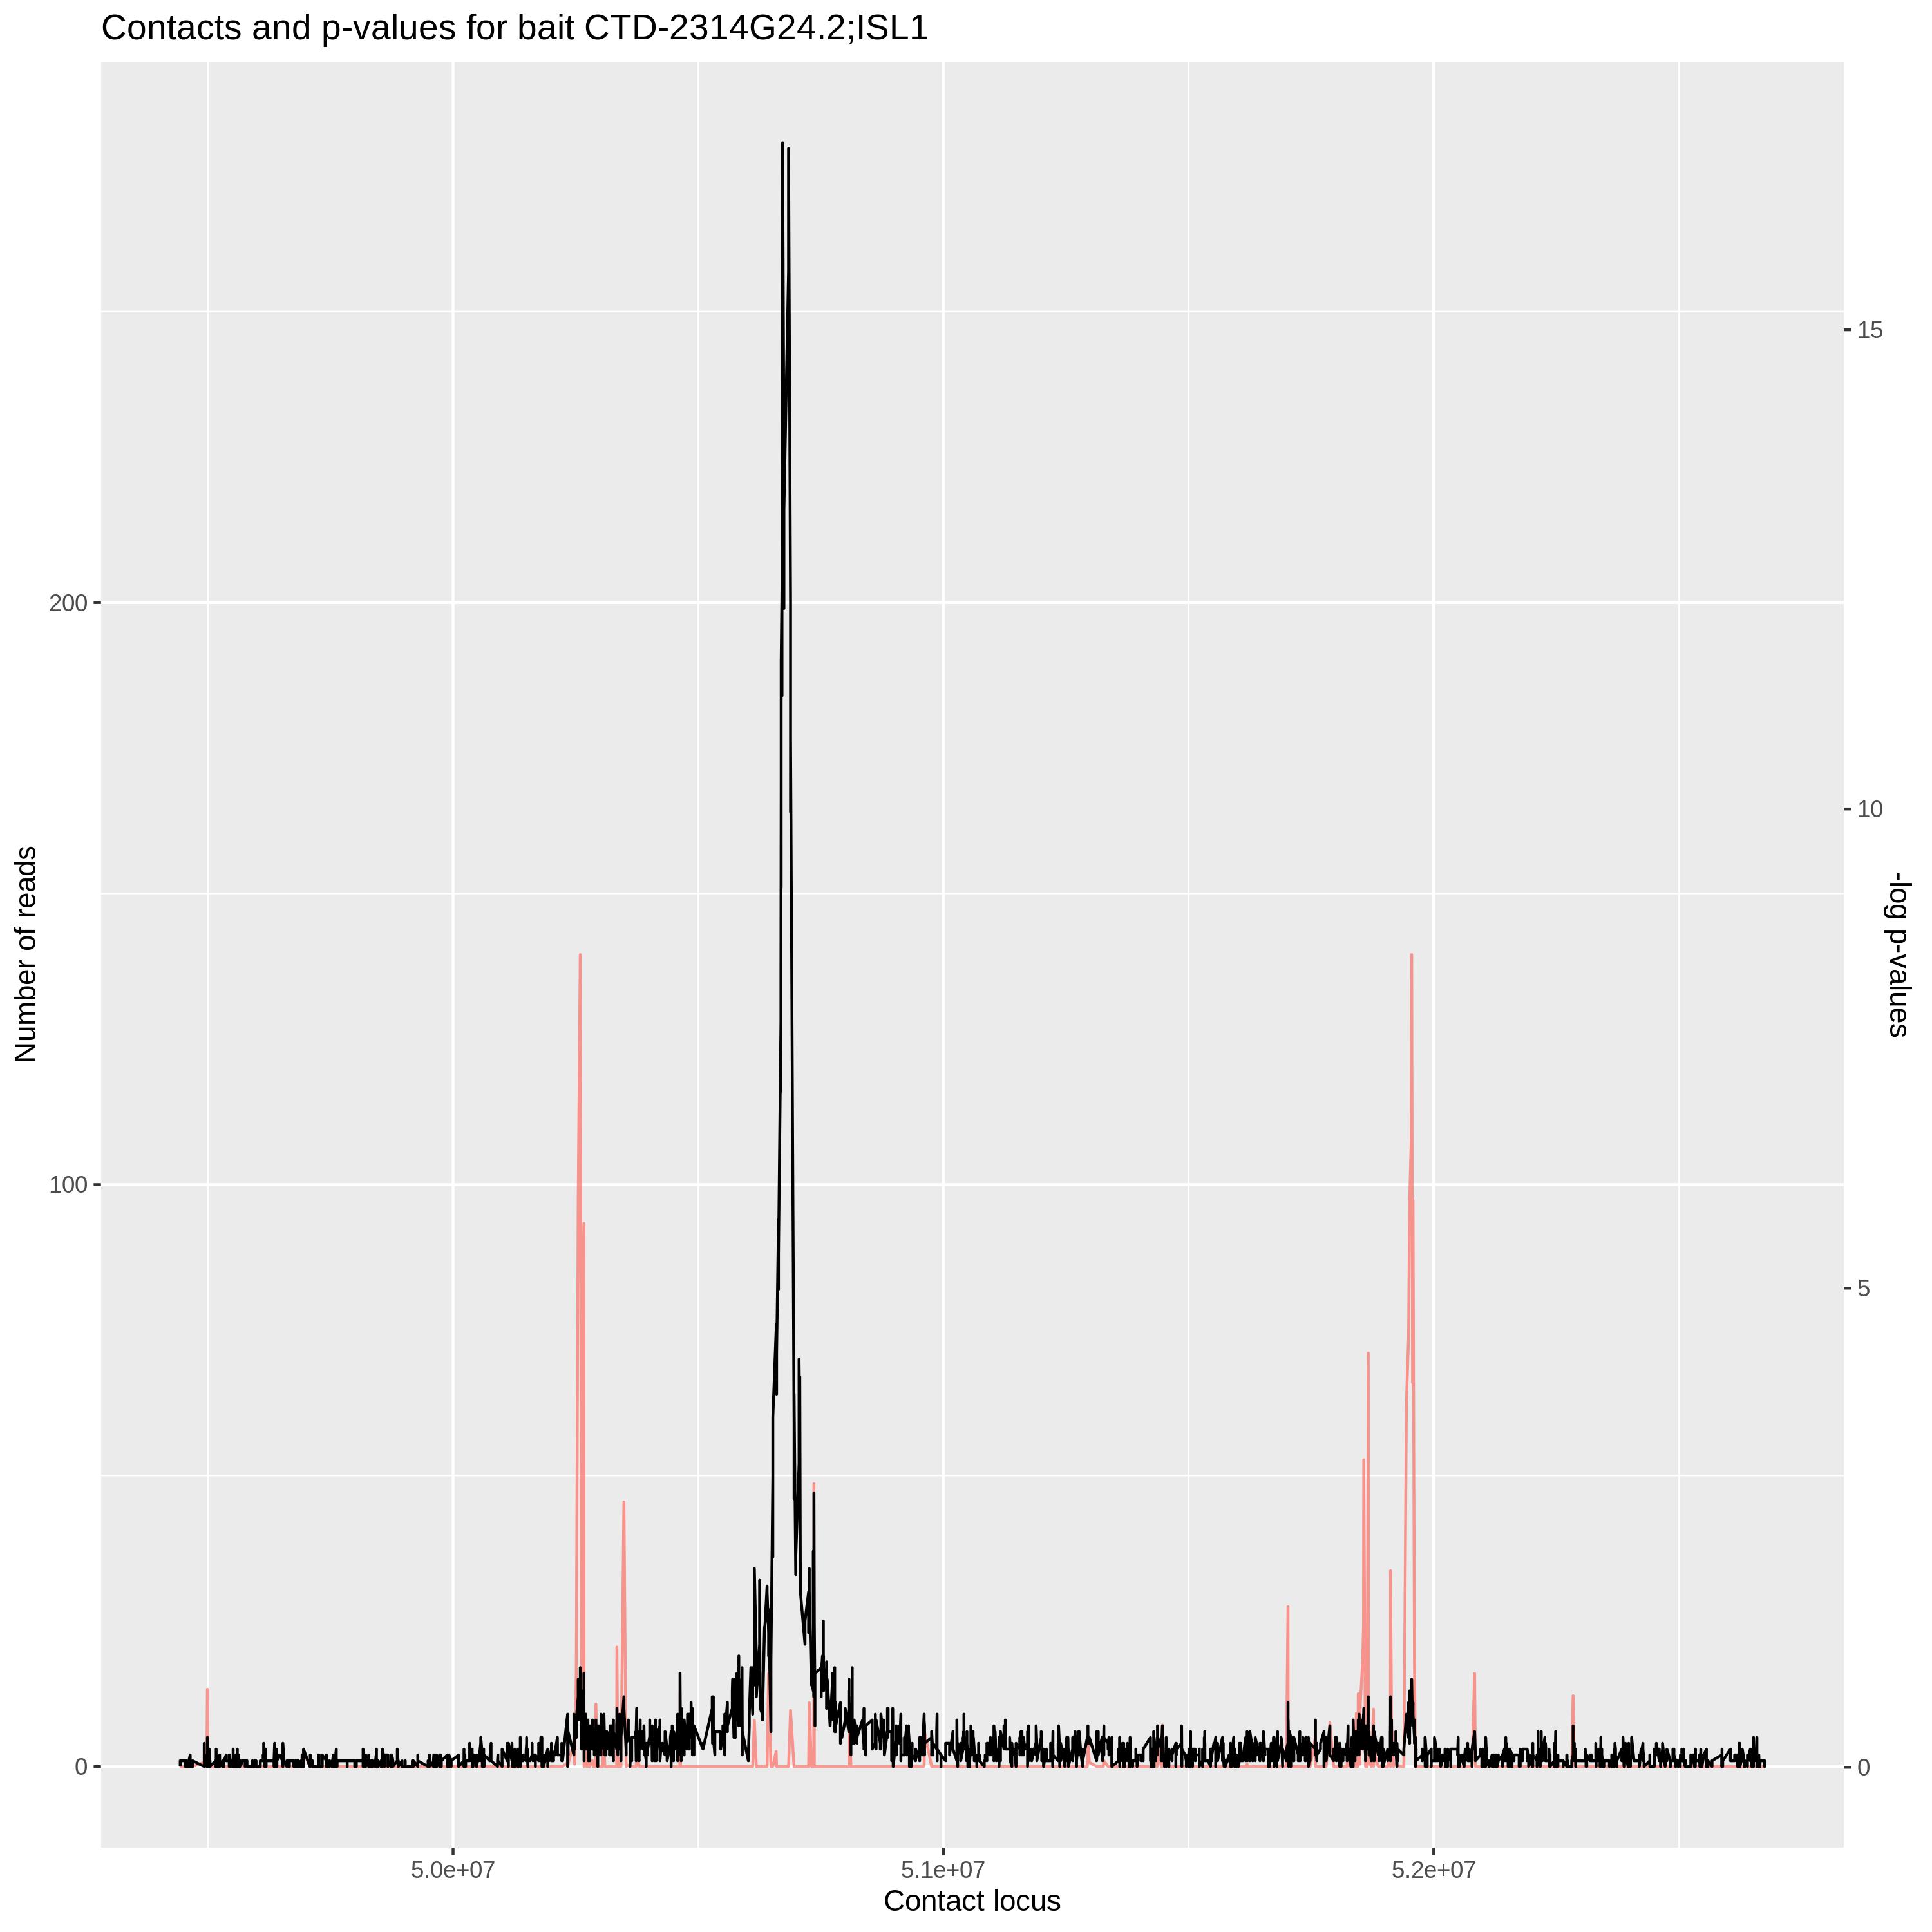 Contacts and p-values for bait CTD-2314G24.2;ISL1
Number of reads
200
100
0
15
10
5
0
-log p-values
5.0e+07
5.1e+07
5.2e+07
Contact locus